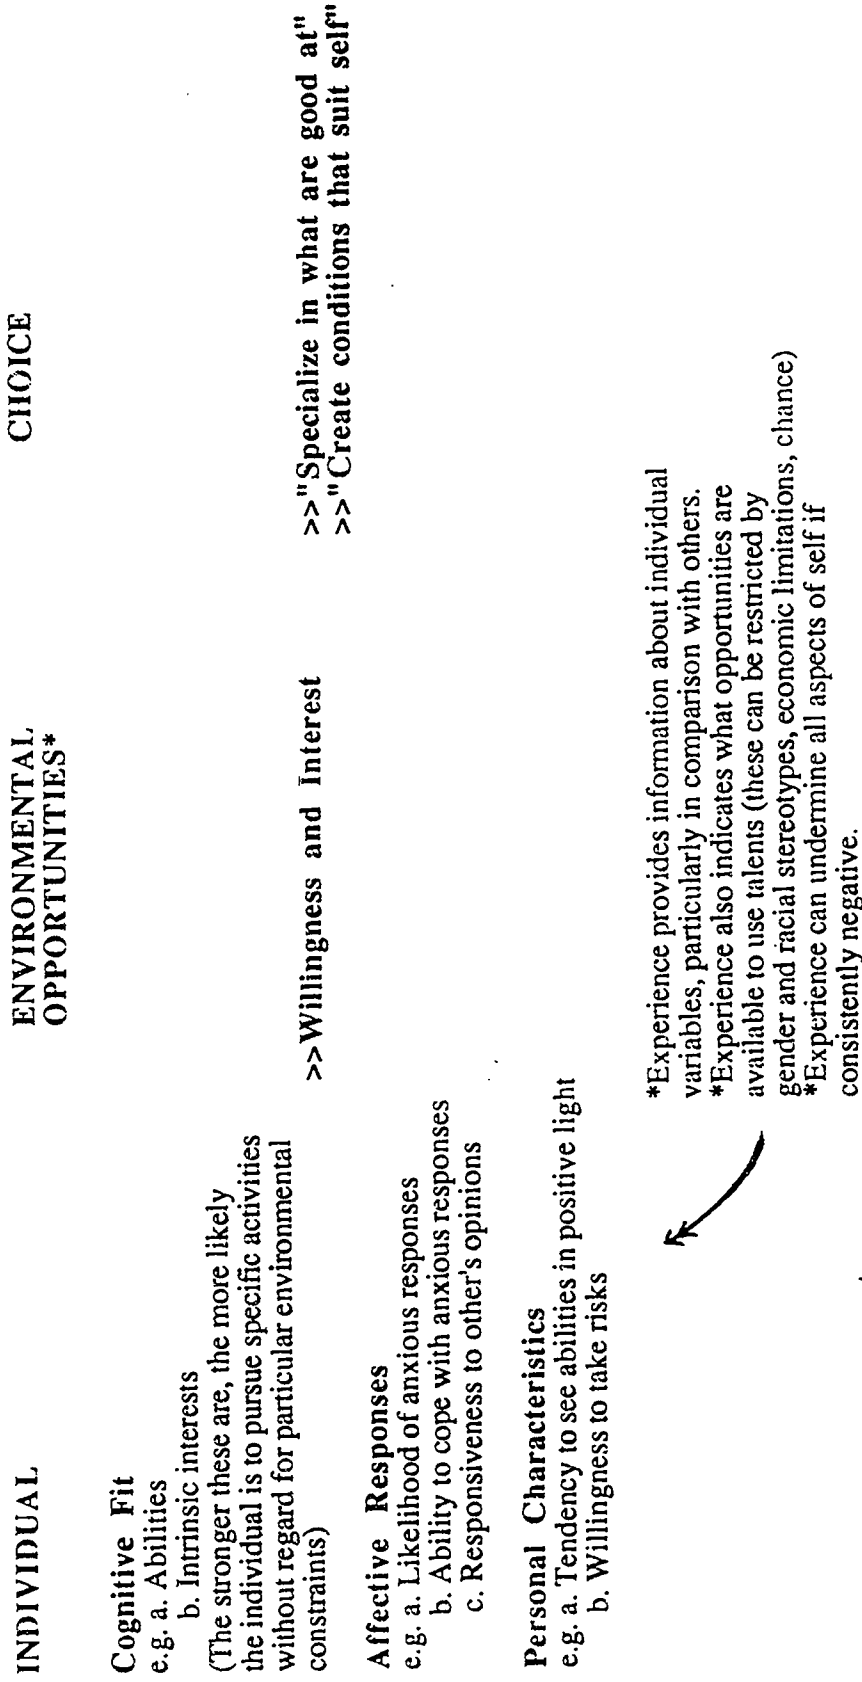 INDIVIDUAL
ENVIRONMENTAL
OPPORTUNITIES*
CHOICE
Cognitive Fit
e.g. a. Abilities
b. Intrinsic interests
(The stronger these are, the more likely
the individual is to pursue specific activities
without regard for particular environmental
constraints)
>>Willingness and Interest
>>"Specialize in what are good at"
>>"Create conditions that suit self"
Affective Responses
e.g. a. Likelihood of anxious responses
b. Ability to cope with anxious responses
c. Responsiveness to other's opinions
Personal Characteristics
e.g. a. Tendency to see abilities in positive light
b. Willingness to take risks
*Experience provides information about individual
variables, particularly in comparison with others.
*Experience also indicates what opportunities are
available to use talents (these can be restricted by
gender and racial stereotypes, economic limitations, chance)
*Experience can undermine all aspects of self if
consistently negative.